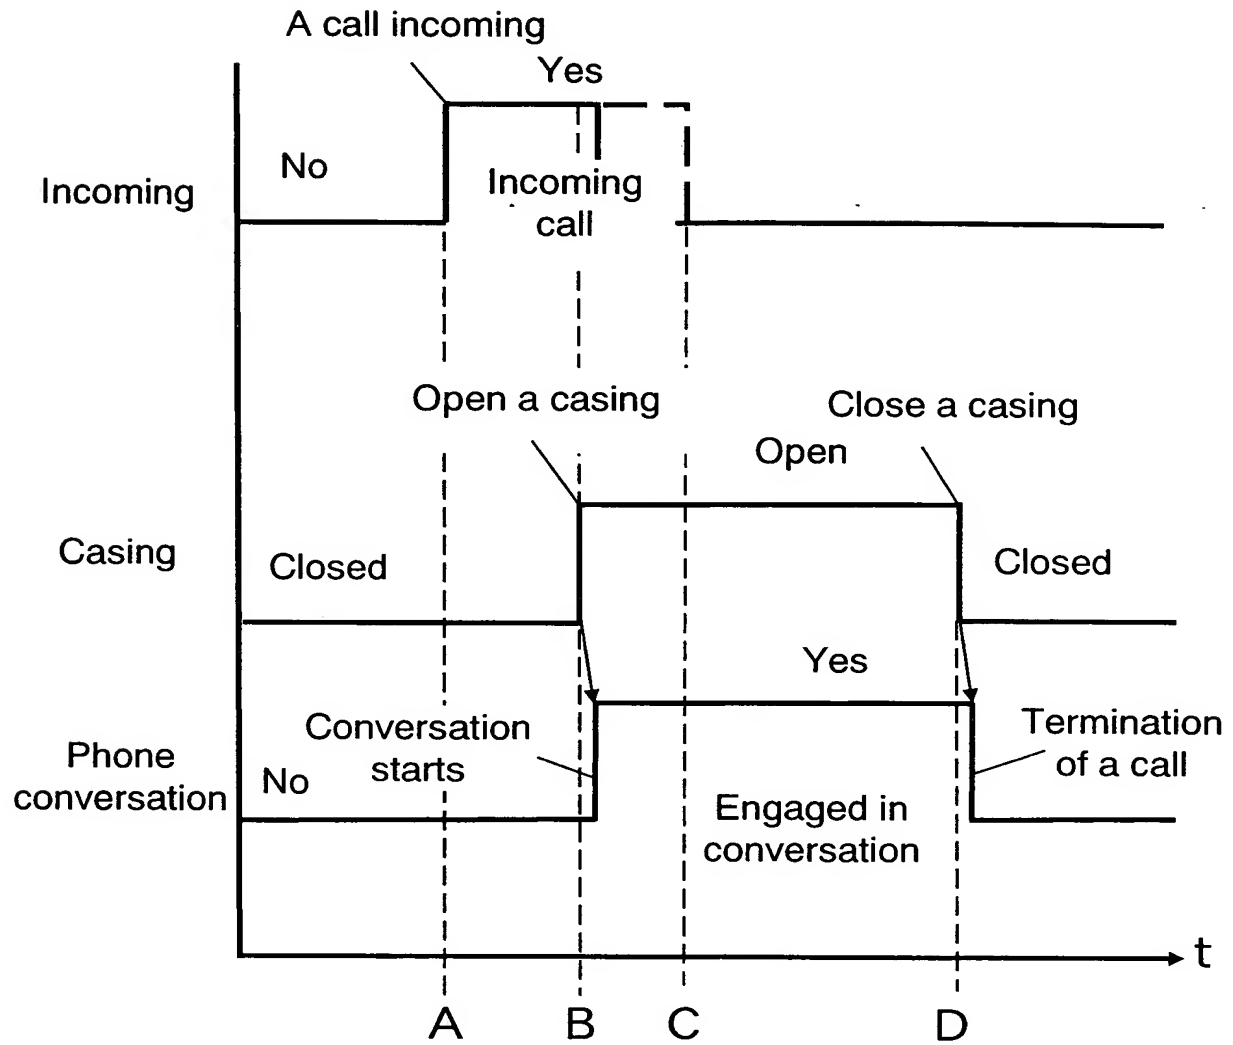 A call incoming
Yes
No
Incoming
Incoming
call
Open a casing
Close a casing
Open
Casing
Closed
Closed
Yes
Conversation
starts
Termination
of a call
Phone
conversation
No
Engaged in
conversation
t
A
B
C
D